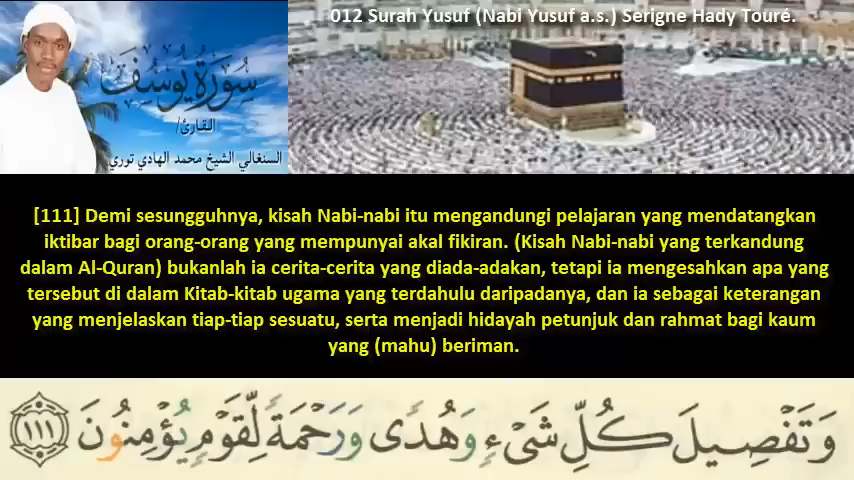 012 Surah Yusuf (Nabi Yusuf a.s.) Serigne Hady Touré.
سُورَةُ يُوسُفَ
القارئ/
السنغالي الشيخ محمد الهادي توري
[111] Demi sesungguhnya, kisah Nabi-nabi itu mengandungi pelajaran yang mendatangkan
iktibar bagi orang-orang yang mempunyai akal fikiran. (Kisah Nabi-nabi yang terkandung
dalam Al-Quran) bukanlah ia cerita-cerita yang diada-adakan, tetapi ia mengesahkan apa yang
tersebut di dalam Kitab-kitab ugama yang terdahulu daripadanya, dan ia sebagai keterangan
yang menjelaskan tiap-tiap sesuatu, serta menjadi hidayah petunjuk dan rahmat bagi kaum
yang (mahu) beriman.
وَتَفْصِيلَ كُلِّ شَىْءٍ وَهُدًى وَرَحْمَةً لِّقَوْمٍ يُؤْمِنُونَ ١١١